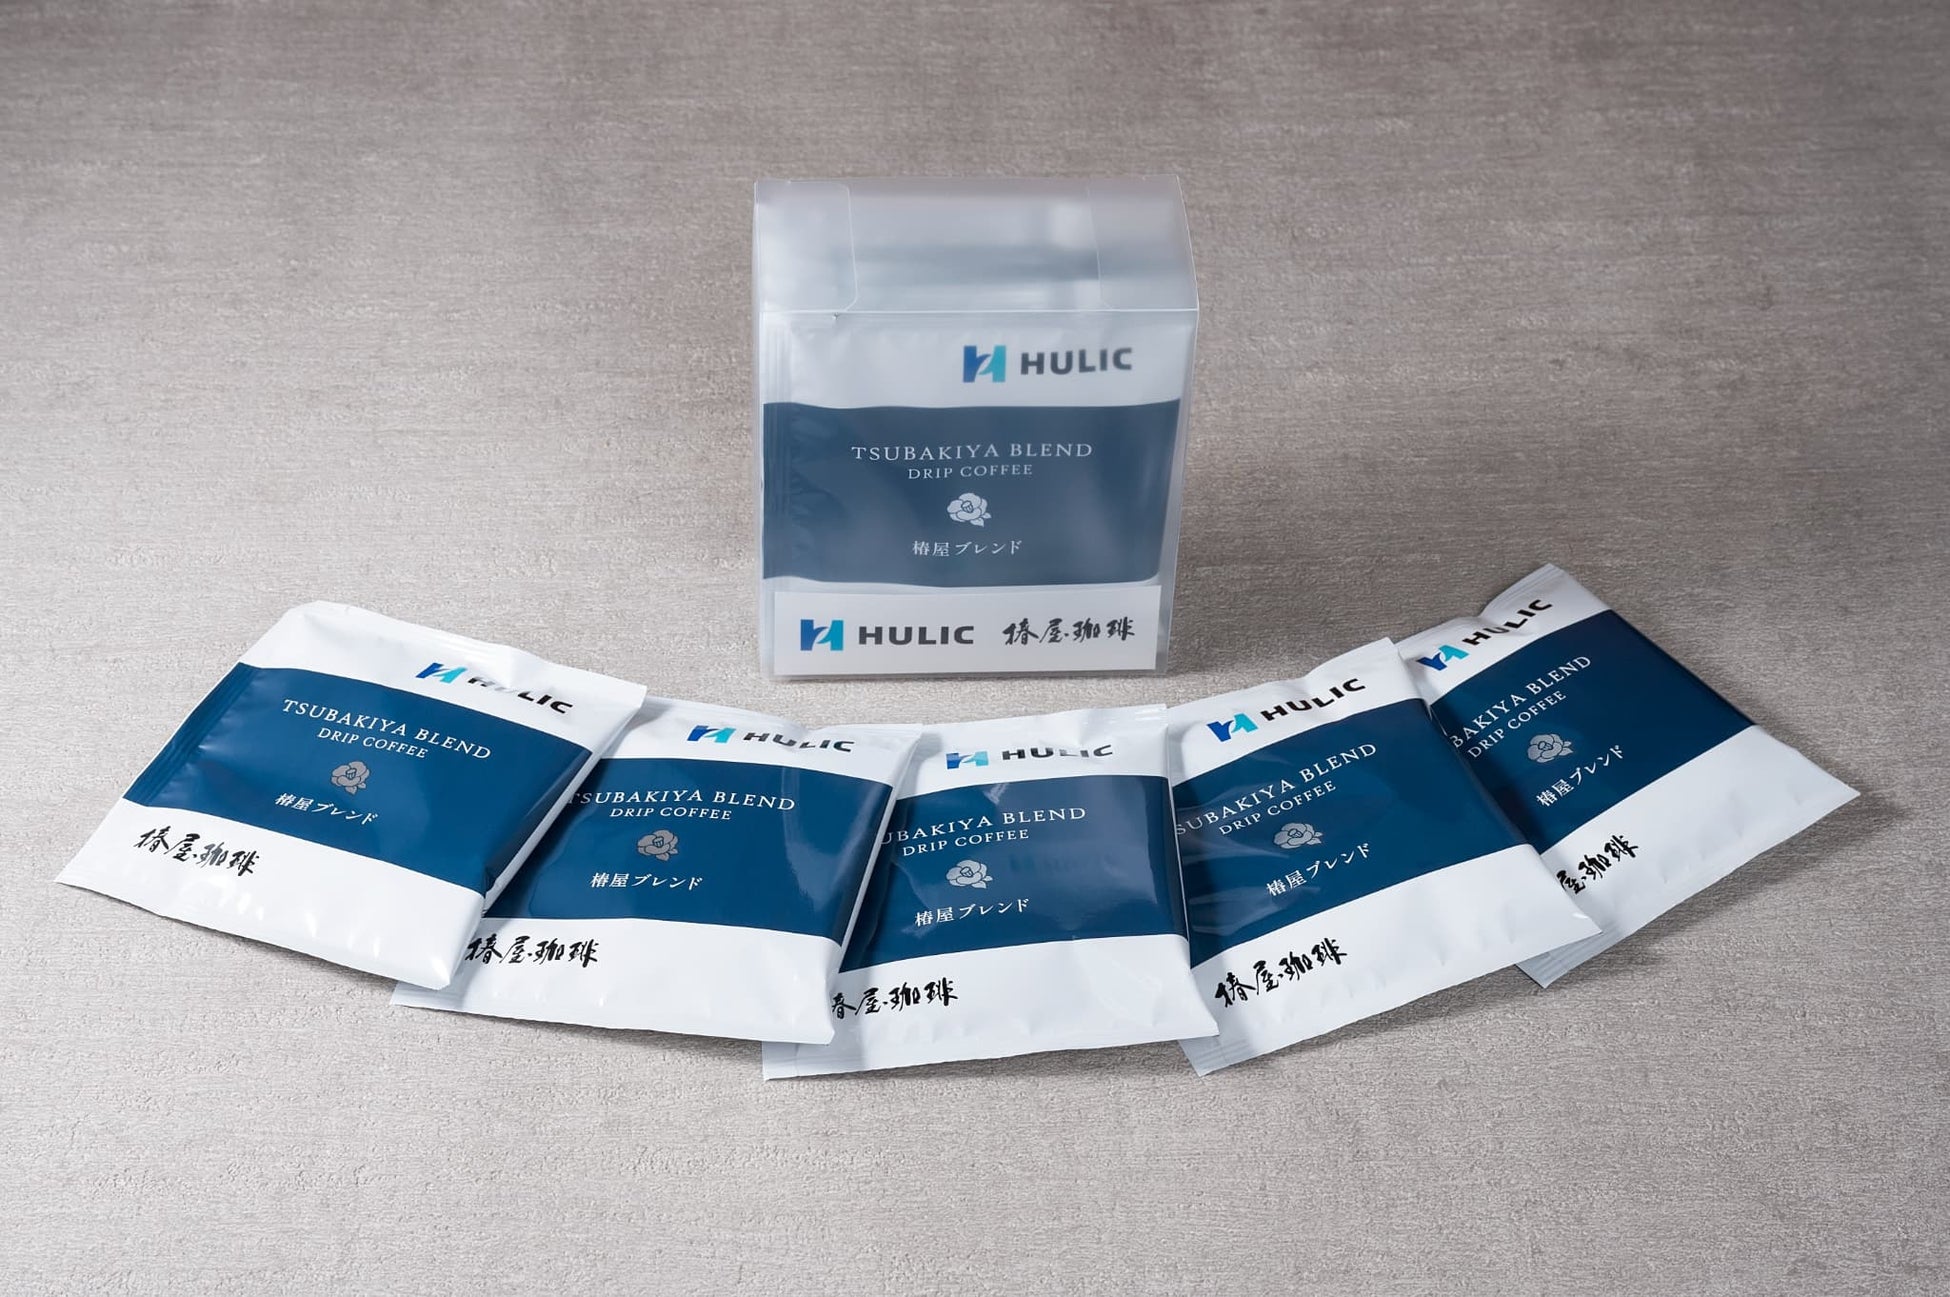 HULIC
TSUBAKIYA BLEND
DRIP COFFEE
椿屋ブレンド
HULIC 椿屋珈琲
HULIC
TSUBAKIYA BLEND
DRIP COFFEE
椿屋ブレンド
椿屋珈琲
HULIC
TSUBAKIYA BLEND
DRIP COFFEE
椿屋ブレンド
椿屋珈琲
HULIC
UBAKIYA BLEND
DRIP COFFEE
椿屋ブレンド
椿屋珈琲
HULIC
SUBAKIYA BLEND
DRIP COFFEE
椿屋ブレンド
椿屋珈琲
HULIC
BAKIYA BLEND
DRIP COFFEE
椿屋ブレンド
屋珈琲